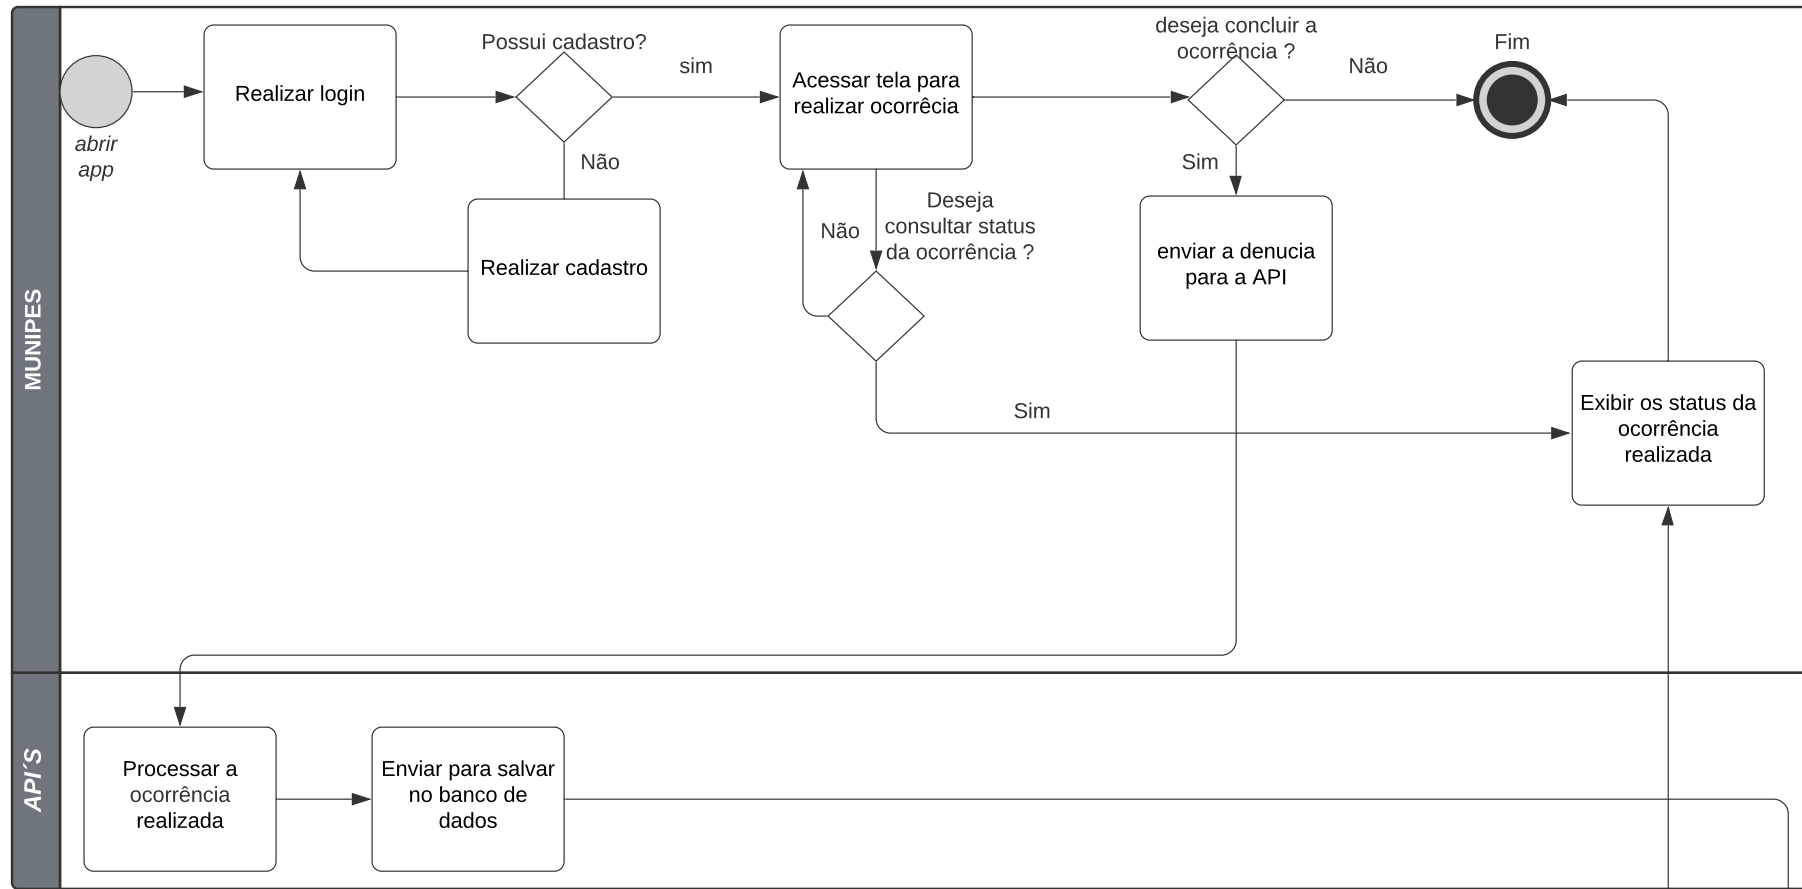 MUNIPES
abrir
app
Realizar login
Possui cadastro?
sim
Não
Realizar cadastro
Acessar tela para
realizar ocorrêcia
Não
Deseja
consultar status
da ocorrência ?
Sim
deseja concluir a
ocorrência ?
Não
Sim
enviar a denucia
para a API
Fim
Exibir os status da
ocorrência
realizada
API´S
Processar a
ocorrência
realizada
Enviar para salvar
no banco de
dados